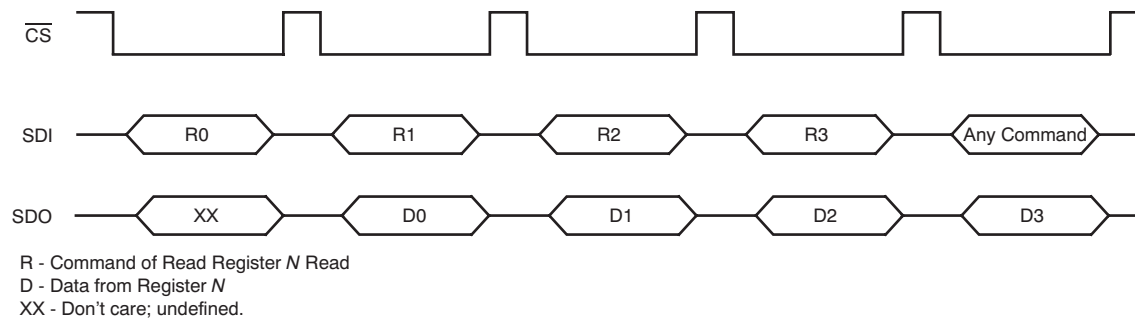 CS
SDI R0 R1 R2 R3 Any Command
SDO XX D0 D1 D2 D3
R - Command of Read Register N Read
D - Data from Register N
XX - Don't care; undefined.